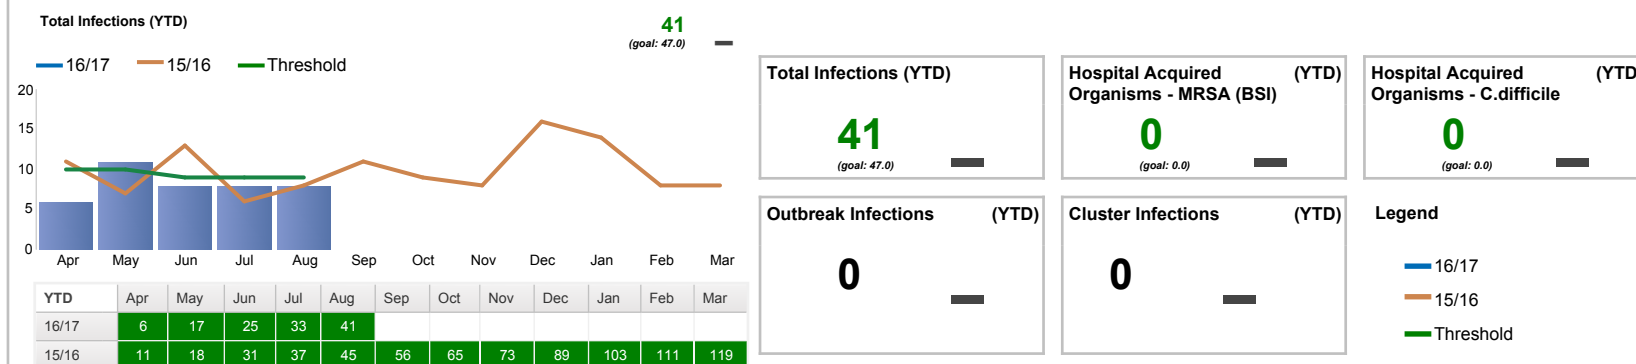 Total Infections (YTD)
41
(goal: 47.0)
16/17 15/16 Threshold
20
15
10
5
0
Apr May Jun Jul Aug Sep Oct Nov Dec Jan Feb Mar
YTD Apr May Jun Jul Aug Sep Oct Nov Dec Jan Feb Mar
16/17 6 17 25 33 41
15/16 11 18 31 37 45 56 65 73 89 103 111 119
Total Infections (YTD)
41
(goal: 47.0)
Hospital Acquired (YTD)
Organisms - MRSA (BSI)
0
(goal: 0.0)
Hospital Acquired (YTD
Organisms - C.difficile
0
(goal: 0.0)
Outbreak Infections (YTD)
0
Cluster Infections (YTD)
0
Legend
16/17
15/16
Threshold